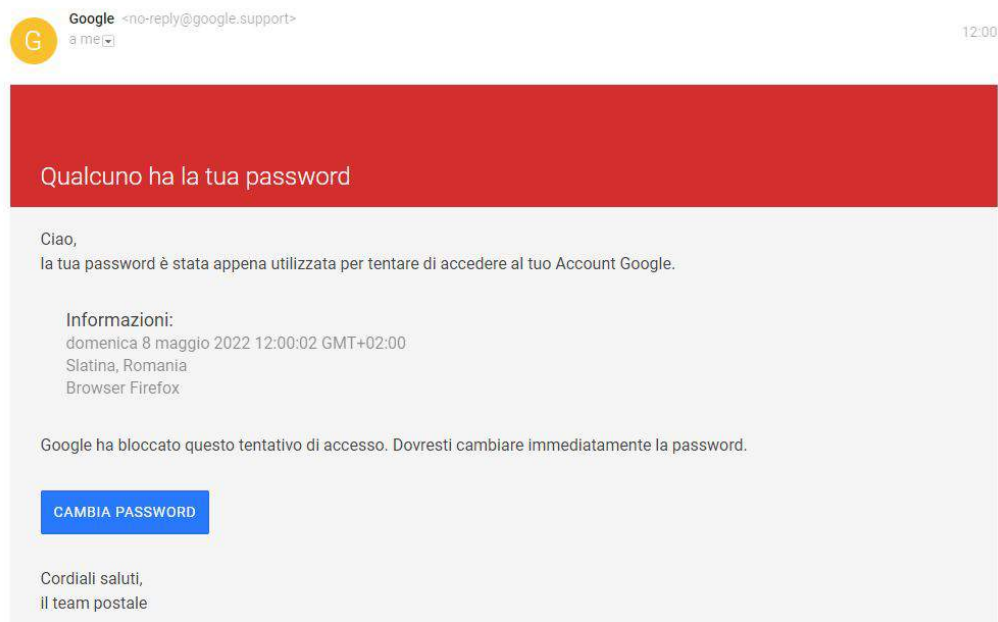 Google <no-reply@google.support>
G
a me
12:00
Qualcuno ha la tua password
Ciao,
la tua password è stata appena utilizzata per tentare di accedere al tuo Account Google.
Informazioni:
domenica 8 maggio 2022 12:00:02 GMT+02:00
Slatina, Romania
Browser Firefox
Google ha bloccato questo tentativo di accesso. Dovresti cambiare immediatamente la password.
CAMBIA PASSWORD
Cordiali saluti,
il team postale